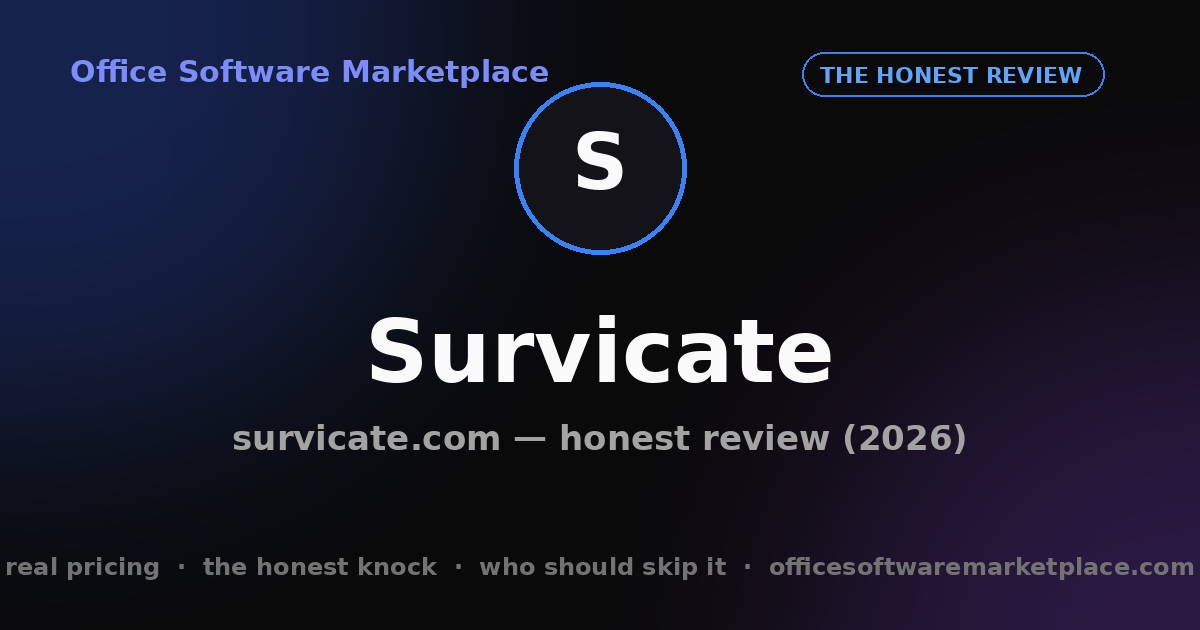 Office Software Marketplace
THE HONEST REVIEW
S
Survicate
survicate.com — honest review (2026)
real pricing · the honest knock · who should skip it · officesoftwaremarketplace.com